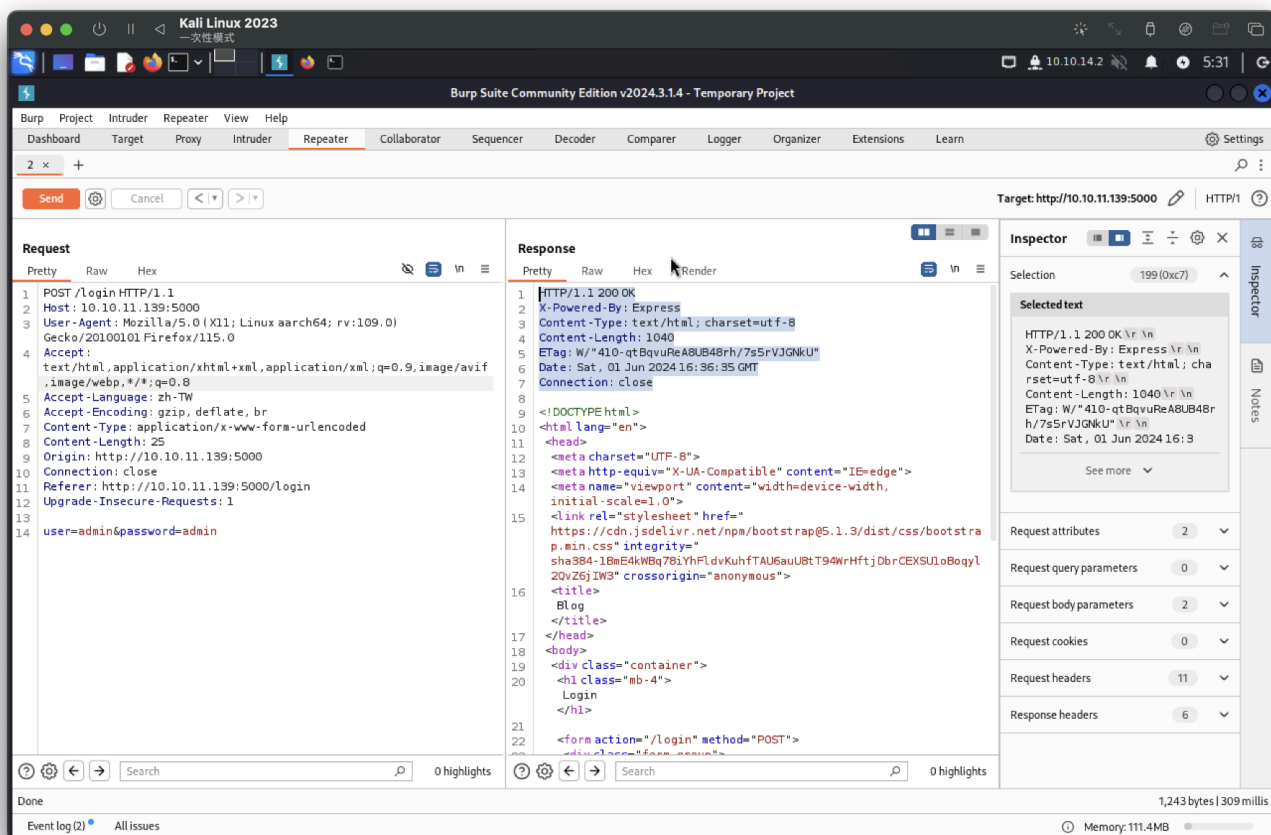 Kali Linux 2023
一次性模式
10.10.14.2
5:31
Burp Suite Community Edition v2024.3.1.4 - Temporary Project
Burp Project Intruder Repeater View Help
Dashboard Target Proxy Intruder Repeater Collaborator Sequencer Decoder Comparer Logger Organizer Extensions Learn Settings
2 × +
Send Cancel < >
Target: http://10.10.11.139:5000 HTTP/1
Request
Pretty Raw Hex \n
1 POST /login HTTP/1.1
2 Host: 10.10.11.139:5000
3 User-Agent: Mozilla/5.0 (X11; Linux aarch64; rv:109.0)
Gecko/20100101 Firefox/115.0
4 Accept:
text/html,application/xhtml+xml,application/xml;q=0.9,image/avif
,image/webp,*/*;q=0.8
5 Accept-Language: zh-TW
6 Accept-Encoding: gzip, deflate, br
7 Content-Type: application/x-www-form-urlencoded
8 Content-Length: 25
9 Origin: http://10.10.11.139:5000
10 Connection: close
11 Referer: http://10.10.11.139:5000/login
12 Upgrade-Insecure-Requests: 1
13
14 user=admin&password=admin
Search 0 highlights
Response
Pretty Raw Hex Render \n
1 HTTP/1.1 200 OK
2 X-Powered-By: Express
3 Content-Type: text/html; charset=utf-8
4 Content-Length: 1040
5 ETag: W/"410-qtBqvuReA8UB48rh/7s5rVJGNkU"
6 Date: Sat, 01 Jun 2024 16:36:35 GMT
7 Connection: close
8
9 <!DOCTYPE html>
10 <html lang="en">
11 <head>
12 <meta charset="UTF-8">
13 <meta http-equiv="X-UA-Compatible" content="IE=edge">
14 <meta name="viewport" content="width=device-width,
initial-scale=1.0">
15 <link rel="stylesheet" href="
https://cdn.jsdelivr.net/npm/bootstrap@5.1.3/dist/css/bootstra
p.min.css" integrity="
sha384-1BmE4kWBq78iYhFldvKuhfTAU6auU8tT94WrHftjDbrCEXSU1oBoqyl
2QvZ6jIW3" crossorigin="anonymous">
16 <title>
Blog
</title>
17 </head>
18 <body>
19 <div class="container">
20 <h1 class="mb-4">
Login
</h1>
21
22 <form action="/login" method="POST">
<div class="form-group">
Search 0 highlights
Inspector
Selection 199 (0xc7)
Selected text
HTTP/1.1 200 OK \r \n
X-Powered-By: Express \r \n
Content-Type: text/html; cha
rset=utf-8 \r \n
Content-Length: 1040 \r \n
ETag: W/"410-qtBqvuReA8UB48r
h/7s5rVJGNkU" \r \n
Date: Sat, 01 Jun 2024 16:3
See more
Request attributes 2
Request query parameters 0
Request body parameters 2
Request cookies 0
Request headers 11
Response headers 6
Inspector
Notes
Done
1,243 bytes | 309 millis
Event log (2) All issues
Memory: 111.4MB